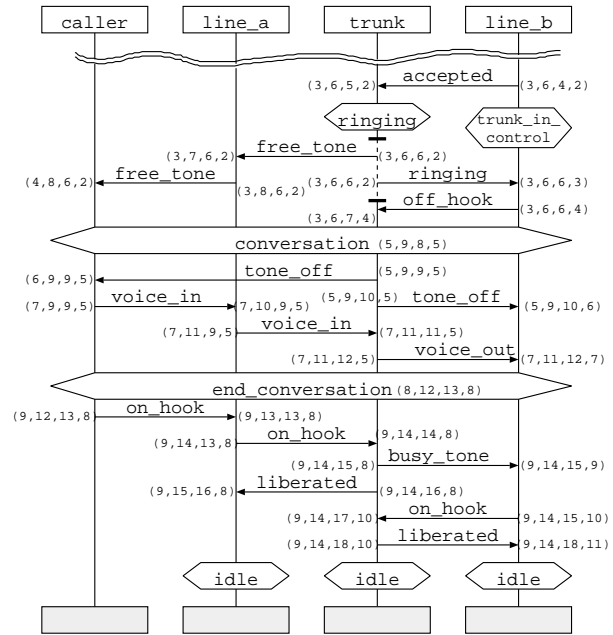 caller line_a trunk line_b
accepted
(3,6,5,2) (3,6,4,2)
ringing trunk_in_
control
free_tone
(3,7,6,2) (3,6,6,2)
free_tone ringing
(4,8,6,2) (3,8,6,2) (3,6,6,2) (3,6,6,3)
off_hook
(3,6,7,4) (3,6,6,4)
conversation (5,9,8,5)
tone_off
(6,9,9,5) (5,9,9,5)
voice_in tone_off
(7,9,9,5) (7,10,9,5) (5,9,10,5) (5,9,10,6)
voice_in
(7,11,9,5) (7,11,11,5)
voice_out
(7,11,12,5) (7,11,12,7)
end_conversation (8,12,13,8)
on_hook
(9,12,13,8) (9,13,13,8)
on_hook
(9,14,13,8) (9,14,14,8)
busy_tone
(9,14,15,8) (9,14,15,9)
liberated
(9,15,16,8) (9,14,16,8)
on_hook
(9,14,17,10) (9,14,15,10)
liberated
(9,14,18,10) (9,14,18,11)
idle idle idle